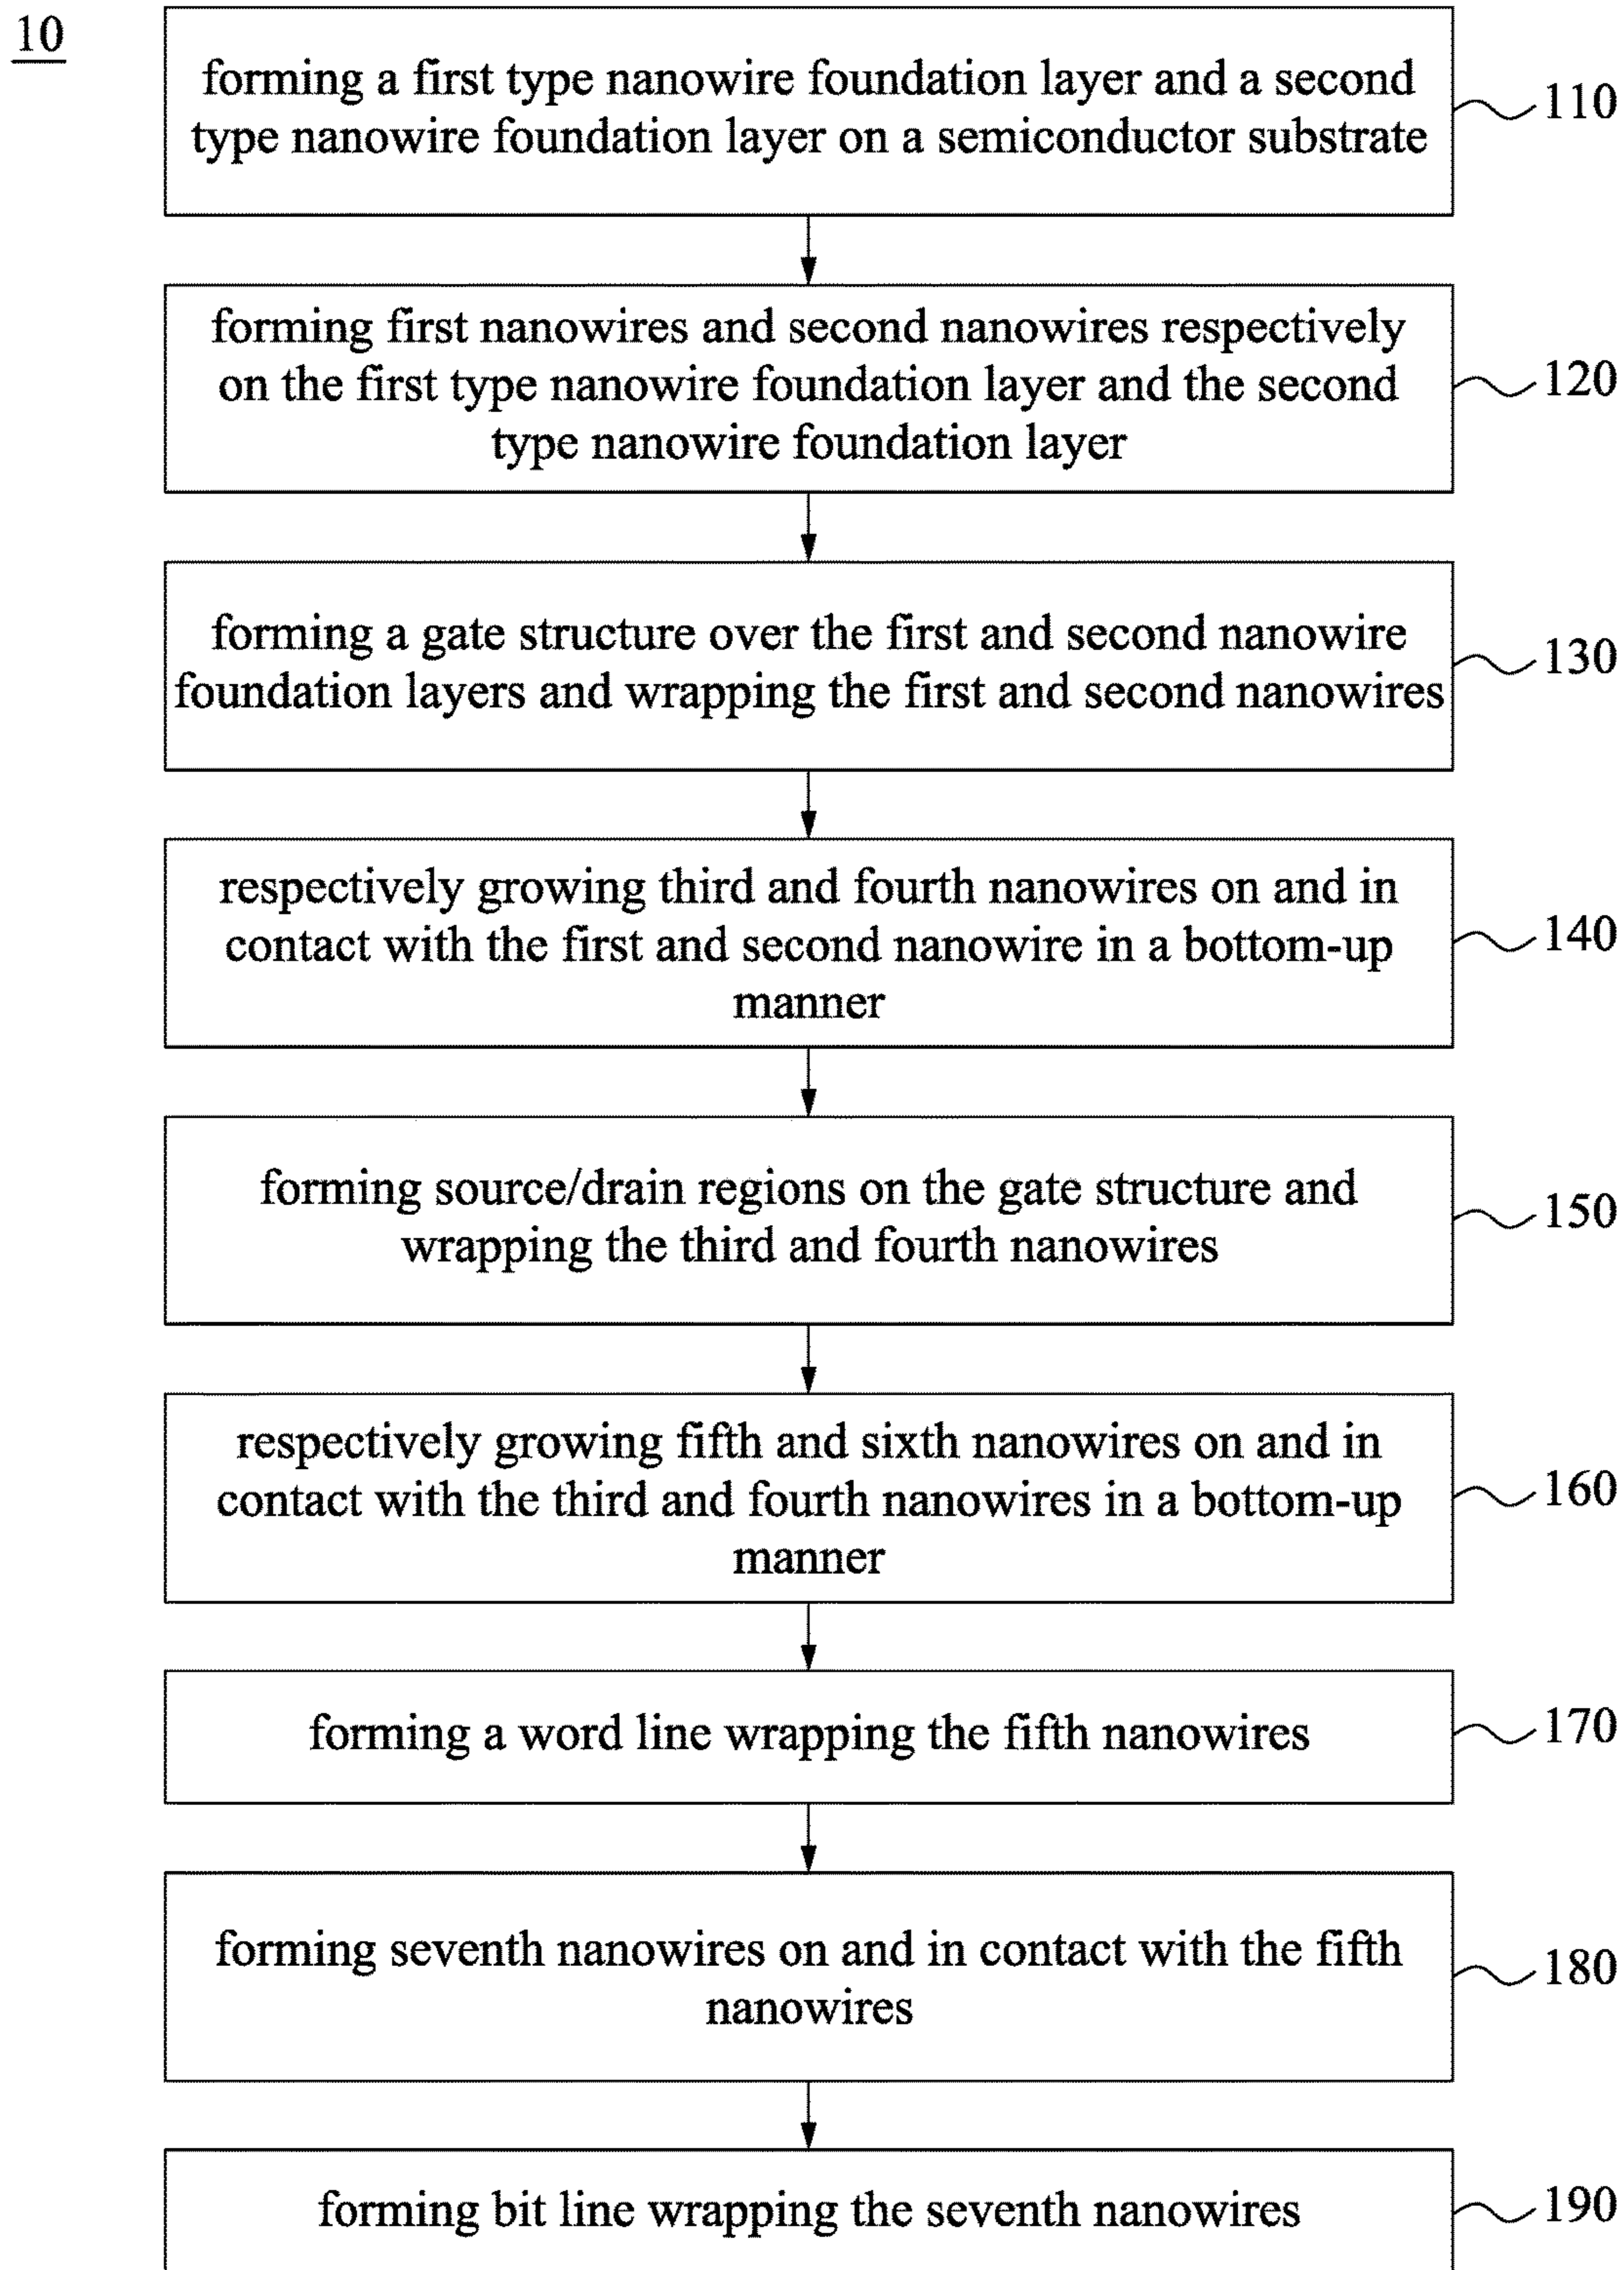 10
forming a first type nanowire foundation layer and a second
type nanowire foundation layer on a semiconductor substrate
110
forming first nanowires and second nanowires respectively
on the first type nanowire foundation layer and the second
type nanowire foundation layer
120
forming a gate structure over the first and second nanowire
foundation layers and wrapping the first and second nanowires
130
respectively growing third and fourth nanowires on and in
contact with the first and second nanowire in a bottom-up
manner
140
forming source/drain regions on the gate structure and
wrapping the third and fourth nanowires
150
respectively growing fifth and sixth nanowires on and in
contact with the third and fourth nanowires in a bottom-up
manner
160
forming a word line wrapping the fifth nanowires
170
forming seventh nanowires on and in contact with the fifth
nanowires
180
forming bit line wrapping the seventh nanowires
190